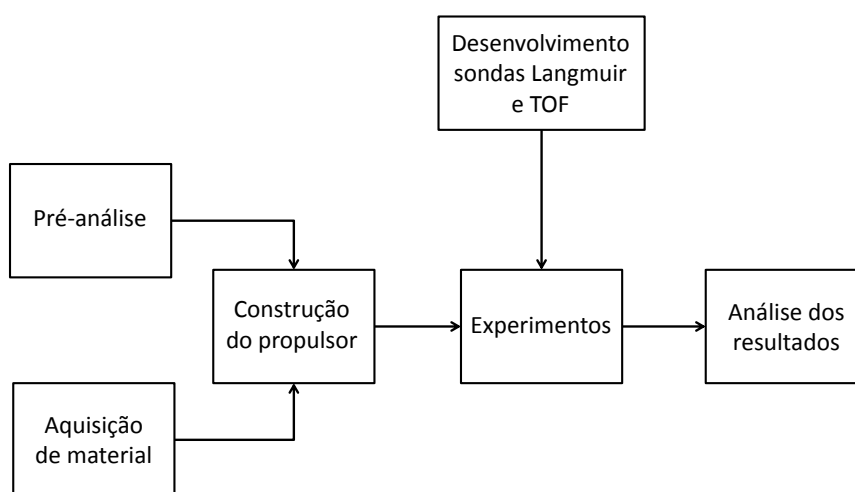 Desenvolvimento
sondas Langmuir
e TOF
Pré-análise
Construção
do propulsor
Experimentos
Análise dos
resultados
Aquisição
de material